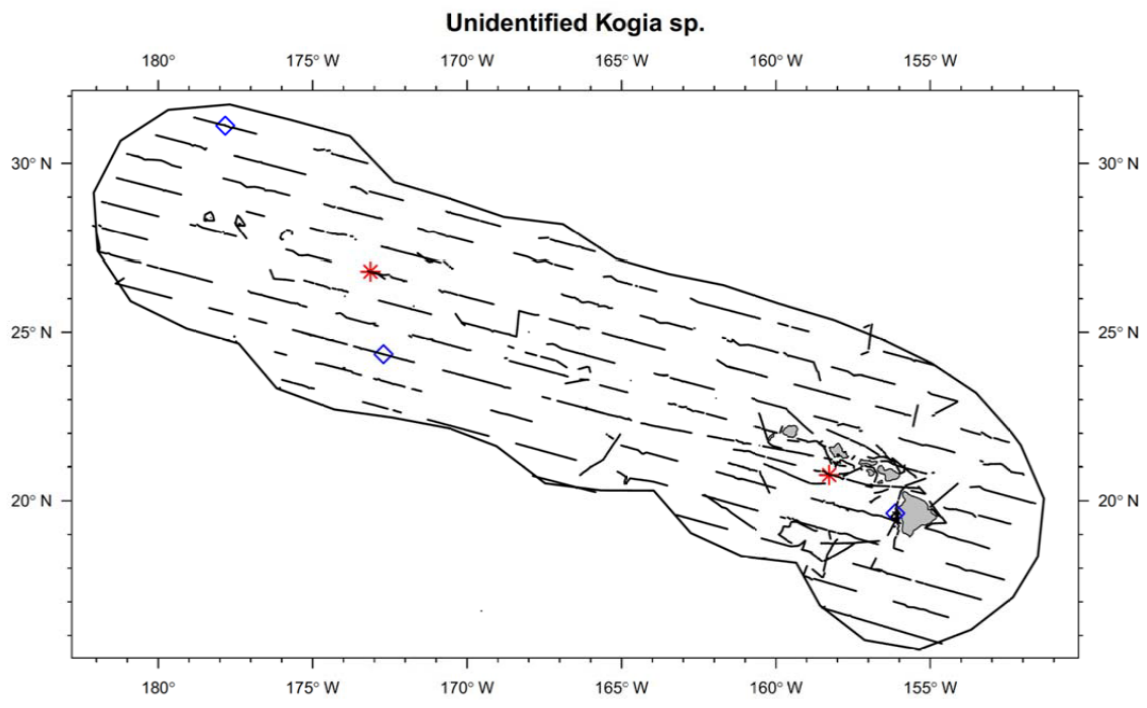 Unidentified Kogia sp.
180° 175° W 170° W 165° W 160° W 155° W
30° N 30° N
25° N 25° N
20° N 20° N
180° 175° W 170° W 165° W 160° W 155° W